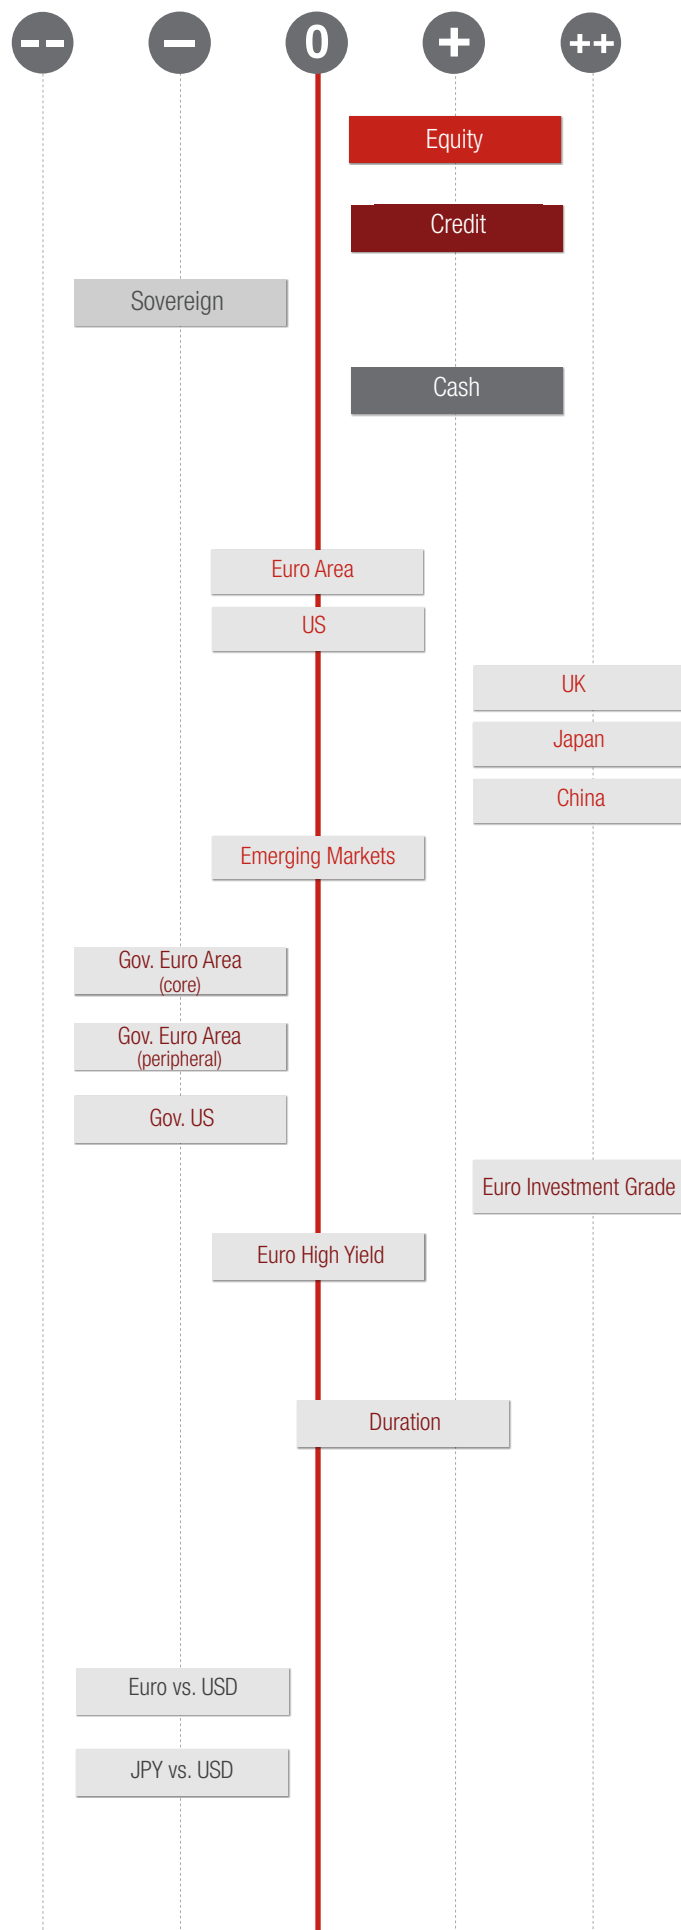 −− − 0 + ++
Equity
Credit
Sovereign
Cash
Euro Area
US
UK
Japan
China
Emerging Markets
Gov. Euro Area
(core)
Gov. Euro Area
(peripheral)
Gov. US
Euro Investment Grade
Euro High Yield
Duration
Euro vs. USD
JPY vs. USD